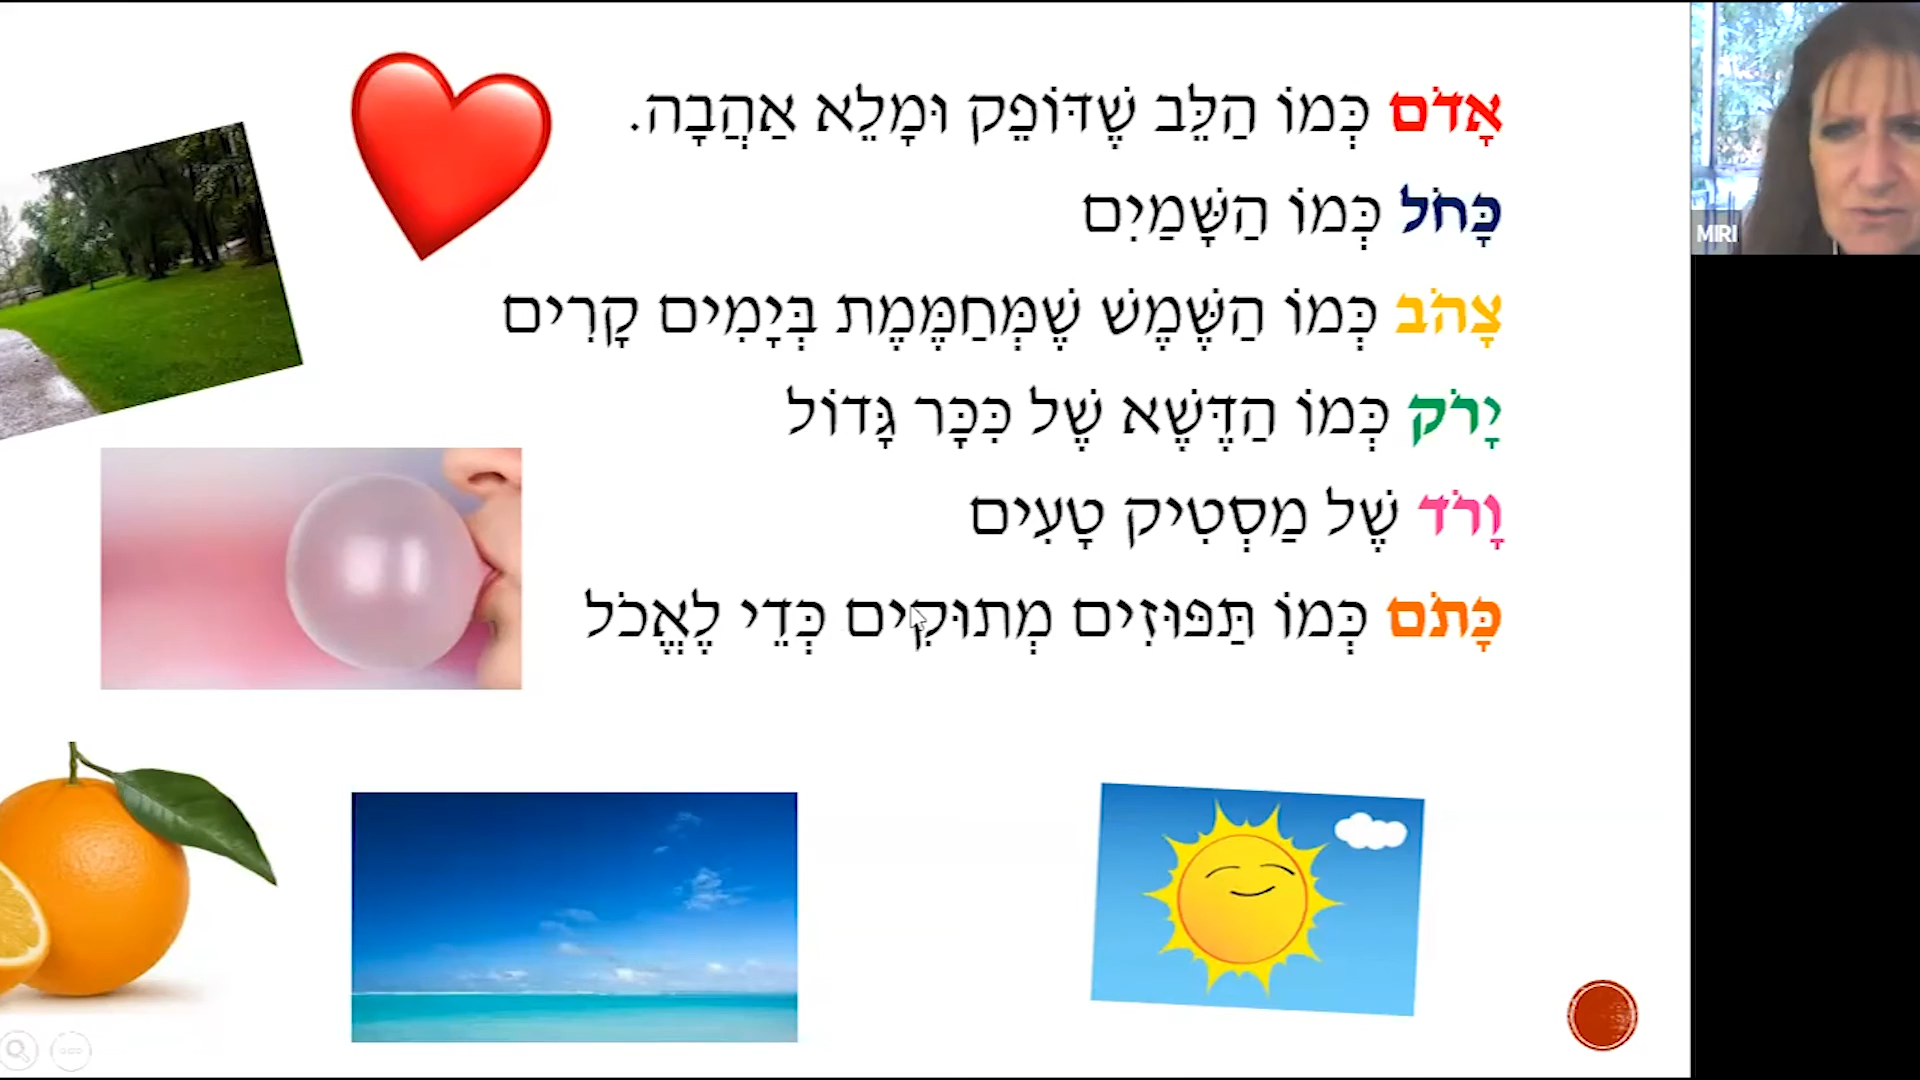 אָדֹם כְּמוֹ הַלֵּב שֶׁדּוֹפֵק וּמָלֵא אַהֲבָה.
כָּחֹל כְּמוֹ הַשָּׁמַיִם
צָהֹב כְּמוֹ הַשֶּׁמֶשׁ שֶׁמְּחַמֶּמֶת בְּיָמִים קָרִים
יָרֹק כְּמוֹ הַדֶּשֶׁא שֶׁל כִּכָּר גָּדוֹל
וָרֹד שֶׁל מַסְטִיק טָעִים
כָּתֹם כְּמוֹ תַּפּוּזִים מְתוּקִים כְּדֵי לֶאֱכֹל
MIRI